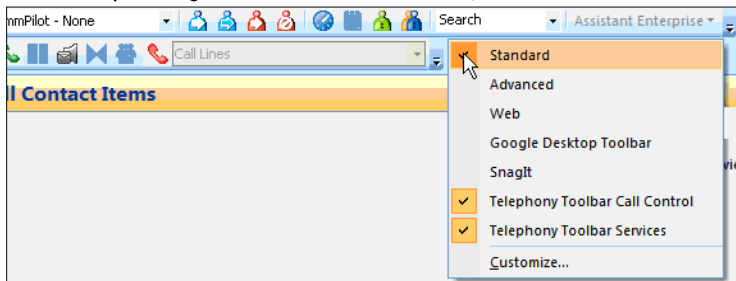 mmPilot - None Search Assistant Enterprise
Call Lines
ll Contact Items
Standard
Advanced
Web
Google Desktop Toolbar
SnagIt
Telephony Toolbar Call Control
Telephony Toolbar Services
Customize...